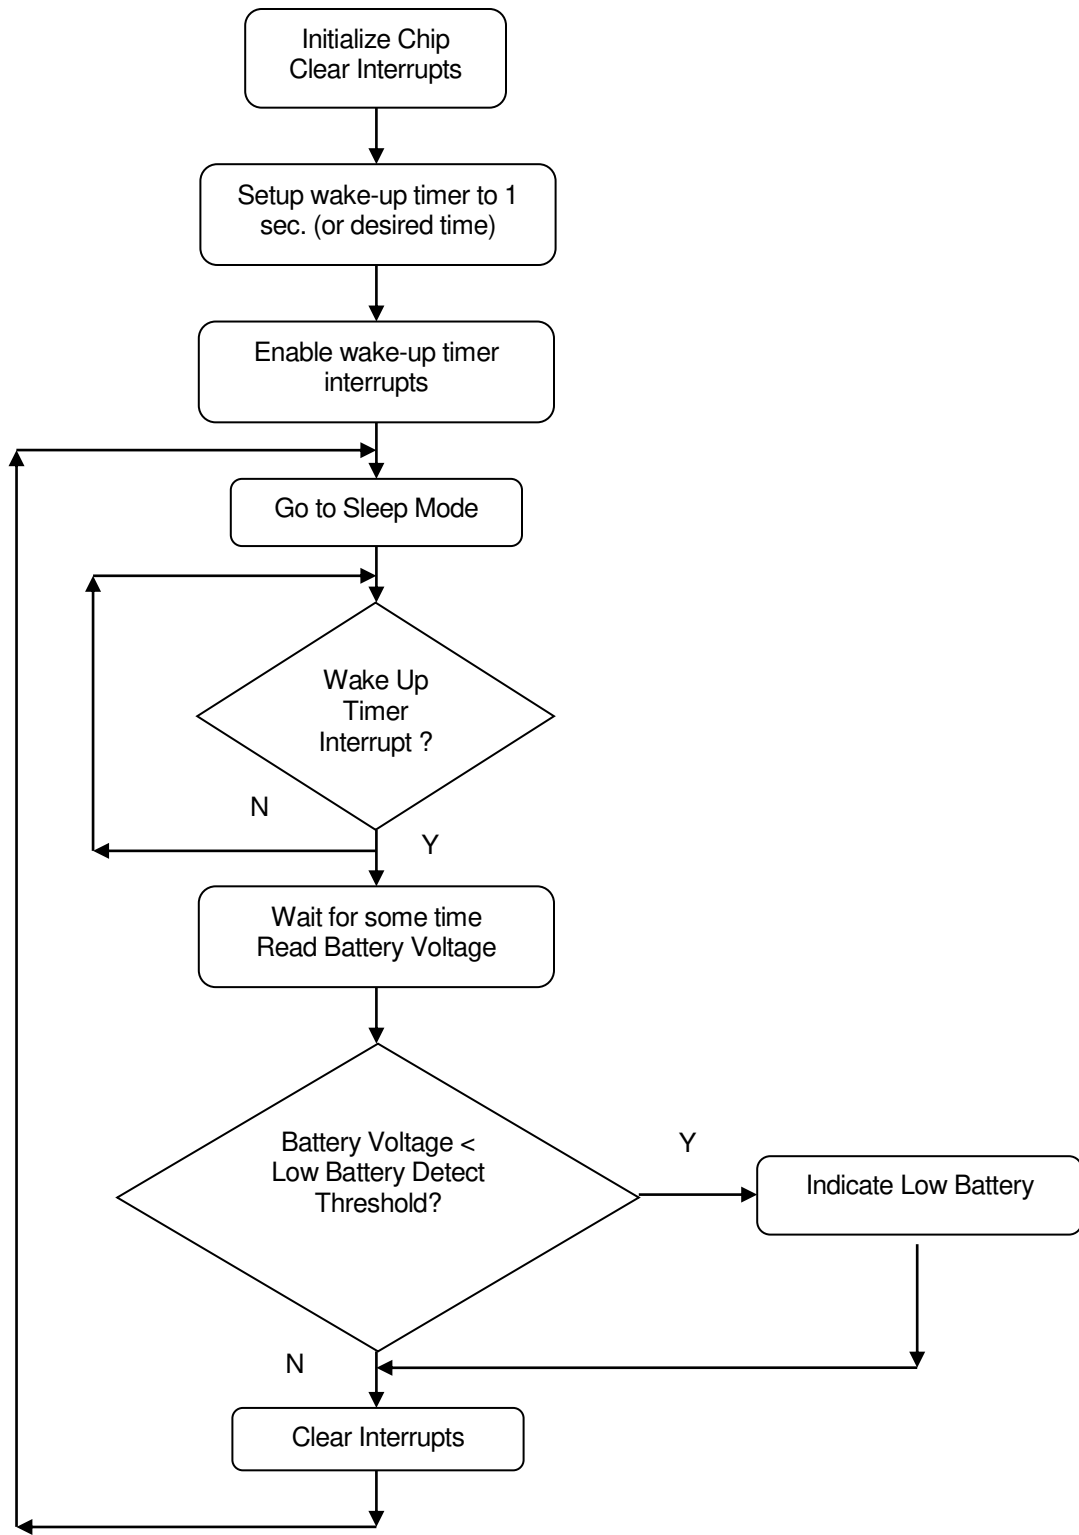 Initialize Chip
Clear Interrupts
Setup wake-up timer to 1
sec. (or desired time)
Enable wake-up timer
interrupts
Go to Sleep Mode
Wake Up
Timer
Interrupt ?
N
Y
Wait for some time
Read Battery Voltage
Battery Voltage <
Low Battery Detect
Threshold?
Y
Indicate Low Battery
N
Clear Interrupts